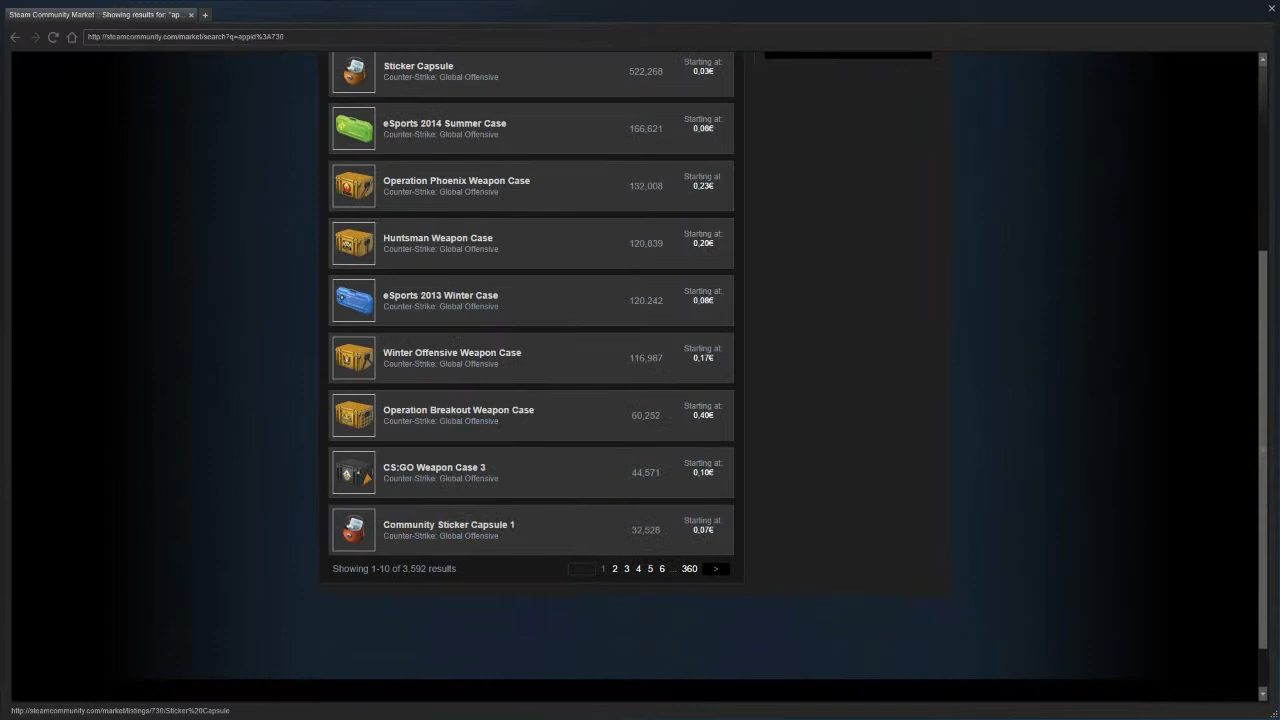 Steam Community Market :: Showing results for: "ap...
http://steamcommunity.com/market/search?q=appid%3A730
Sticker Capsule
Counter-Strike: Global Offensive
522,268
Starting at:
0,03€
eSports 2014 Summer Case
Counter-Strike: Global Offensive
166,621
Starting at:
0,06€
Operation Phoenix Weapon Case
Counter-Strike: Global Offensive
132,008
Starting at
0,23€
Huntsman Weapon Case
Counter-Strike: Global Offensive
120,839
Starting at:
0,20€
eSports 2013 Winter Case
Counter-Strike: Global Offensive
120,242
Starting at:
0,08€
Winter Offensive Weapon Case
Counter-Strike: Global Offensive
116,987
Starting at:
0,17€
Operation Breakout Weapon Case
Counter-Strike: Global Offensive
60,252
Starting at:
0,40€
CS:GO Weapon Case 3
Counter-Strike: Global Offensive
44,571
Starting at:
0,10€
Community Sticker Capsule 1
Counter-Strike: Global Offensive
32,526
Starting at:
0,07€
Showing 1-10 of 3,592 results
1 2 3 4 5 6 ... 360 >
http://steamcommunity.com/market/listings/730/Sticker%20Capsule